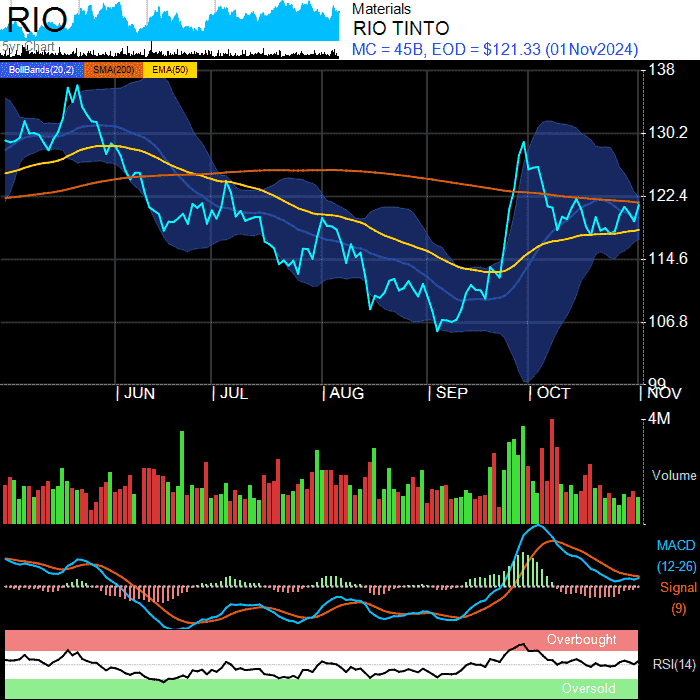 RIO
5yr Chart
Materials
RIO TINTO
MC = 45B, EOD = $121.33 (01Nov2024)
BollBands(20,2) SMA(200) EMA(50)
138
130.2
122.4
114.6
106.8
99
JUN JUL AUG SEP OCT NOV
4M
Volume
MACD
(12-26)
Signal
(9)
Overbought
RSI(14)
Oversold